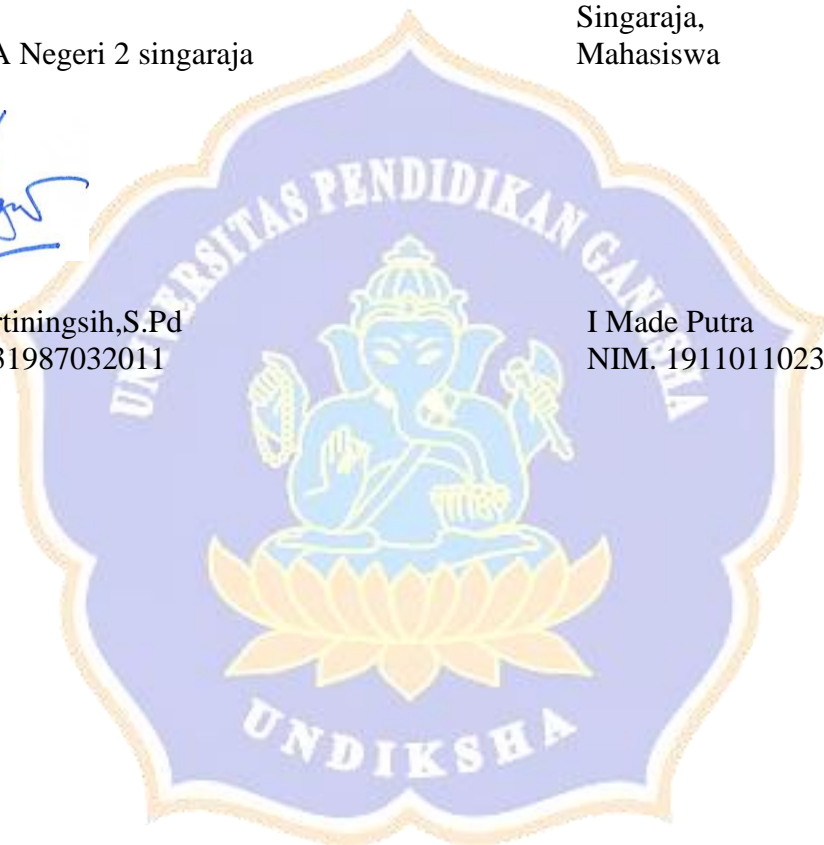 Singaraja,
A Negeri 2 singaraja
Mahasiswa
rtiningsih,S.Pd
I Made Putra
31987032011
NIM. 1911011023
UNIVERSITAS PENDIDIKAN GANESHA
UNDIKSHA